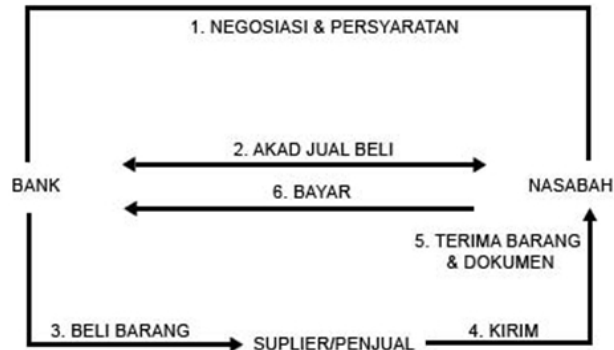 1. NEGOSIASI & PERSYARATAN
2. AKAD JUAL BELI
BANK
NASABAH
6. BAYAR
5. TERIMA BARANG
& DOKUMEN
3. BELI BARANG
SUPLIER/PENJUAL
4. KIRIM